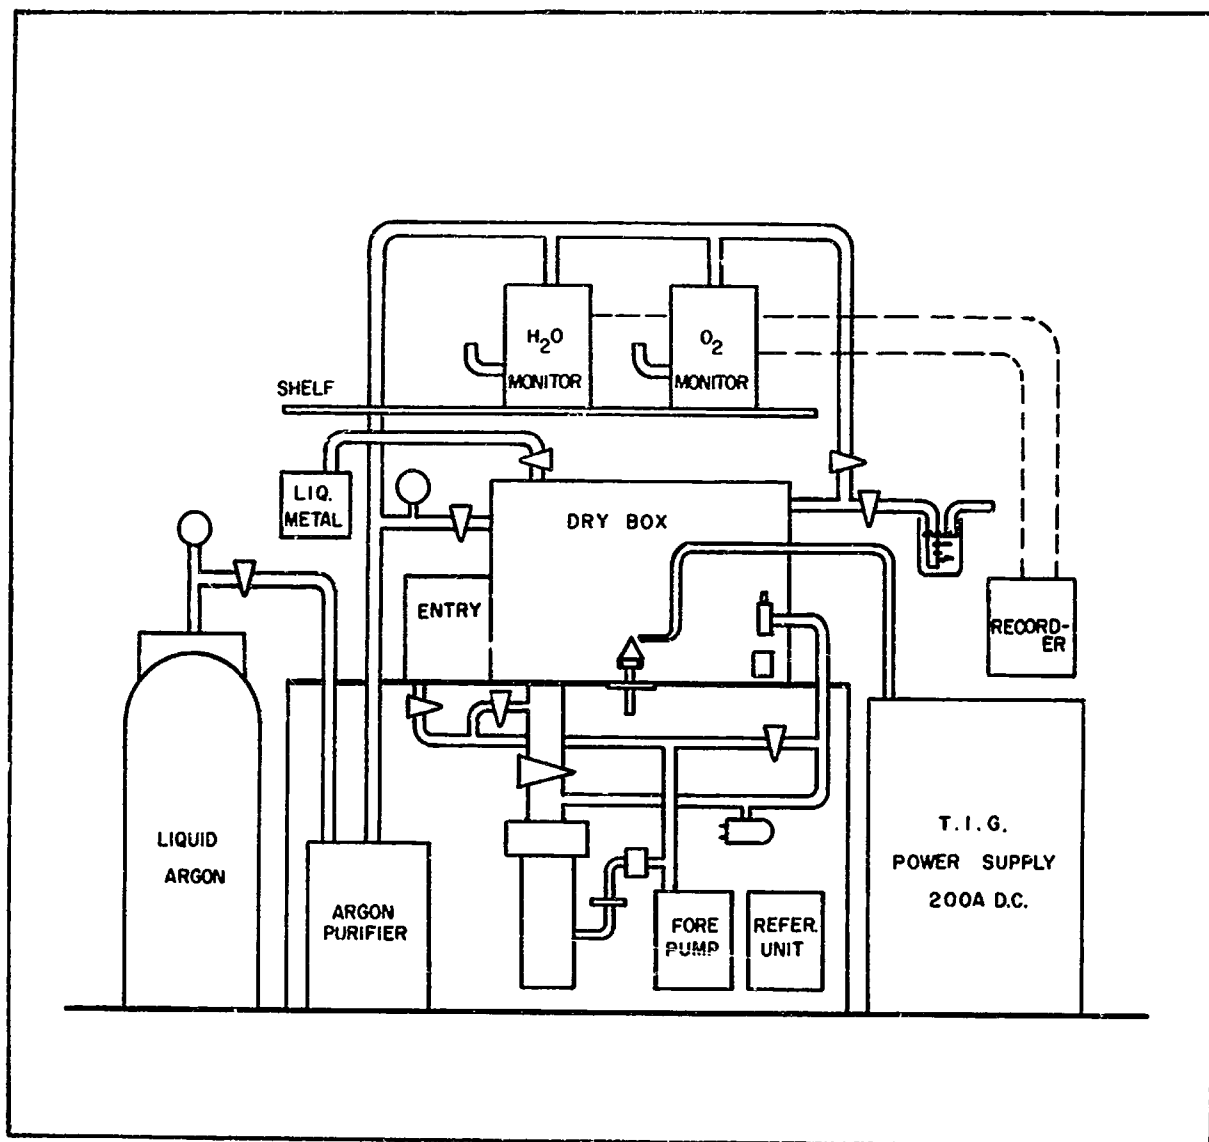 H2O
MONITOR
O2
MONITOR
SHELF
LIQ.
METAL
DRY BOX
ENTRY
RECORD-
ER
LIQUID
ARGON
ARGON
PURIFIER
FORE
PUMP
REFER.
UNIT
T.I.G.
POWER SUPPLY
200A D.C.